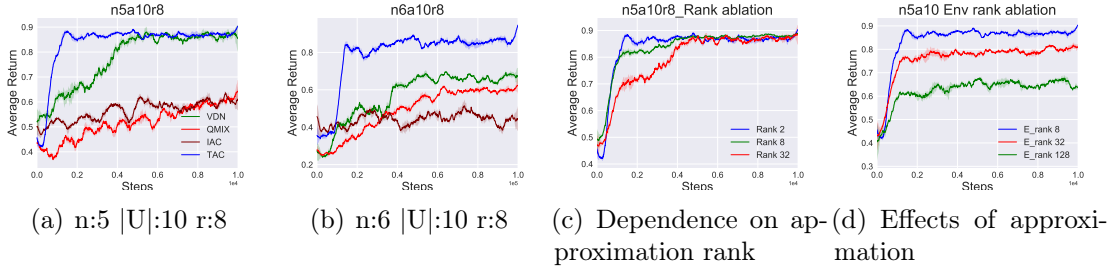 n5a10r8
0.9
0.8
0.7
0.6
0.5
0.4
Average Return
VDN
QMIX
IAC
TAC
0.0 0.2 0.4 0.6 0.8 1.0
Steps
1e4
(a) n:5 |U|:10 r:8
n6a10r8
0.8
0.6
0.4
0.2
Average Return
0.0 0.2 0.4 0.6 0.8 1.0
Steps
1e5
(b) n:6 |U|:10 r:8
n5a10r8_Rank ablation
0.9
0.8
0.7
0.6
0.5
0.4
Average Return
Rank 2
Rank 8
Rank 32
0.0 0.2 0.4 0.6 0.8 1.0
Steps
1e4
(c) Dependence on ap-
proximation rank
n5a10 Env rank ablation
0.9
0.8
0.7
0.6
0.5
0.4
0.3
Average Return
E_rank 8
E_rank 32
E_rank 128
0.0 0.2 0.4 0.6 0.8 1.0
Steps
1e4
(d) Effects of approxi-
mation